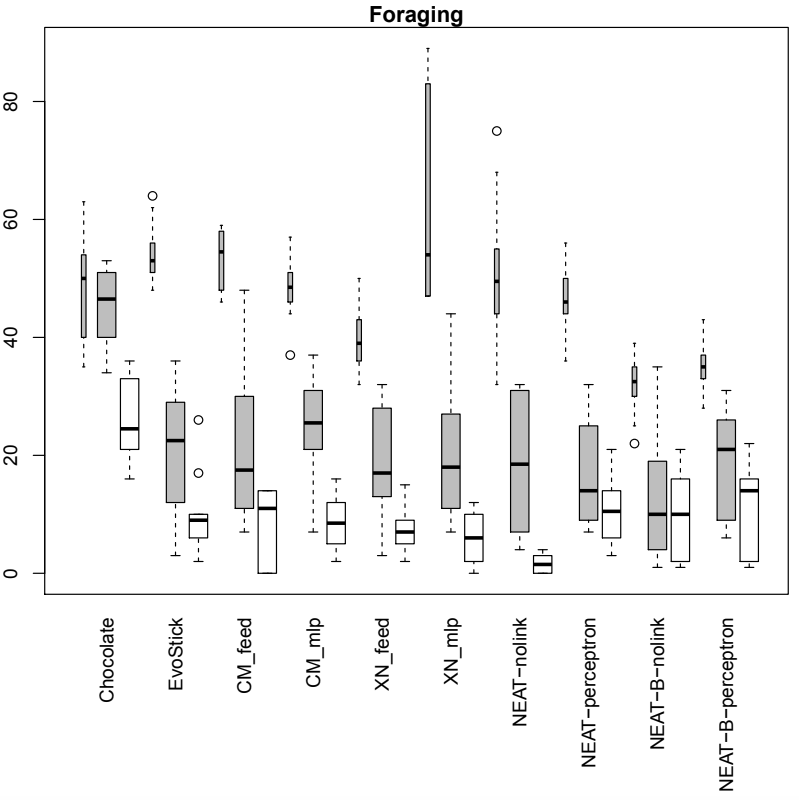 Foraging
80
60
40
20
0
Chocolate
EvoStick
CM_feed
CM_mlp
XN_feed
XN_mlp
NEAT−nolink
NEAT−perceptron
NEAT−B−nolink
NEAT−B−perceptron